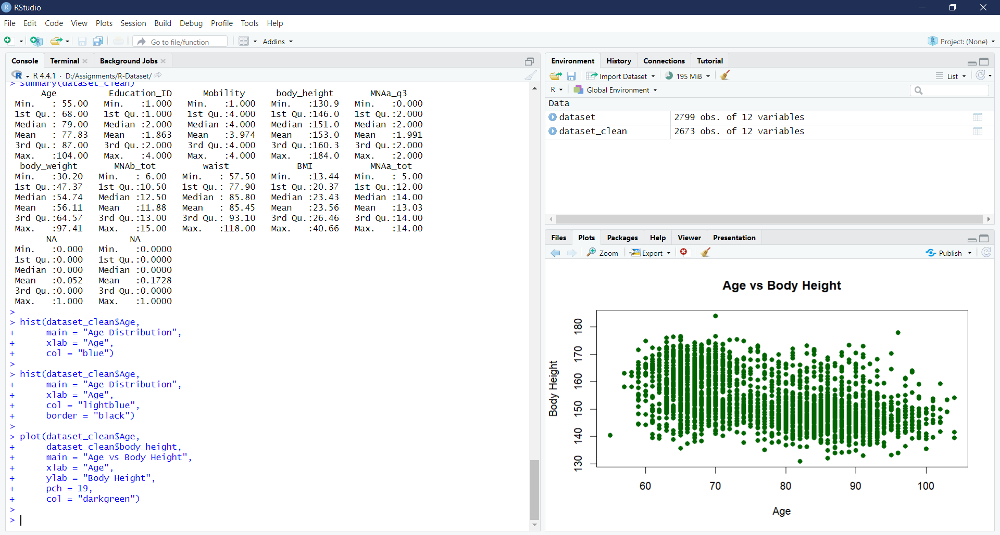 RStudio
File Edit Code View Plots Session Build Debug Profile Tools Help
Go to file/function Addins Project: (None)
Console Terminal Background Jobs
R 4.4.1 · D:/Assignments/R-Dataset/
> summary(dataset_clean)
Age Education_ID Mobility body_height MNAa_q3
Min. : 55.00 Min. :1.000 Min. :1.000 Min. :130.9 Min. :0.000
1st Qu.: 68.00 1st Qu.:1.000 1st Qu.:4.000 1st Qu.:146.0 1st Qu.:2.000
Median : 79.00 Median :2.000 Median :4.000 Median :151.0 Median :2.000
Mean : 77.83 Mean :1.863 Mean :3.974 Mean :153.0 Mean :1.991
3rd Qu.: 87.00 3rd Qu.:2.000 3rd Qu.:4.000 3rd Qu.:160.3 3rd Qu.:2.000
Max. :104.00 Max. :4.000 Max. :4.000 Max. :184.0 Max. :2.000
body_weight MNAb_tot waist BMI MNAa_tot
Min. :30.20 Min. : 6.00 Min. : 57.50 Min. :13.44 Min. : 5.00
1st Qu.:47.37 1st Qu.:10.50 1st Qu.: 77.90 1st Qu.:20.37 1st Qu.:12.00
Median :54.74 Median :12.50 Median : 85.80 Median :23.43 Median :14.00
Mean :56.11 Mean :11.88 Mean : 85.45 Mean :23.56 Mean :13.03
3rd Qu.:64.57 3rd Qu.:13.00 3rd Qu.: 93.10 3rd Qu.:26.46 3rd Qu.:14.00
Max. :97.41 Max. :15.00 Max. :118.00 Max. :40.66 Max. :14.00
NA NA
Min. :0.000 Min. :0.0000
1st Qu.:0.000 1st Qu.:0.0000
Median :0.000 Median :0.0000
Mean :0.052 Mean :0.1728
3rd Qu.:0.000 3rd Qu.:0.0000
Max. :1.000 Max. :1.0000
>
> hist(dataset_clean$Age,
+ main = "Age Distribution",
+ xlab = "Age",
+ col = "blue")
>
> hist(dataset_clean$Age,
+ main = "Age Distribution",
+ xlab = "Age",
+ col = "lightblue",
+ border = "black")
>
> plot(dataset_clean$Age,
+ dataset_clean$body_height,
+ main = "Age vs Body Height",
+ xlab = "Age",
+ ylab = "Body Height",
+ pch = 19,
+ col = "darkgreen")
>
>
Environment History Connections Tutorial
Import Dataset 195 MiB List
R Global Environment
Data
dataset 2799 obs. of 12 variables
dataset_clean 2673 obs. of 12 variables
Files Plots Packages Help Viewer Presentation
Zoom Export Publish
Age vs Body Height
Body Height
180
170
160
150
140
130
60 70 80 90 100
Age